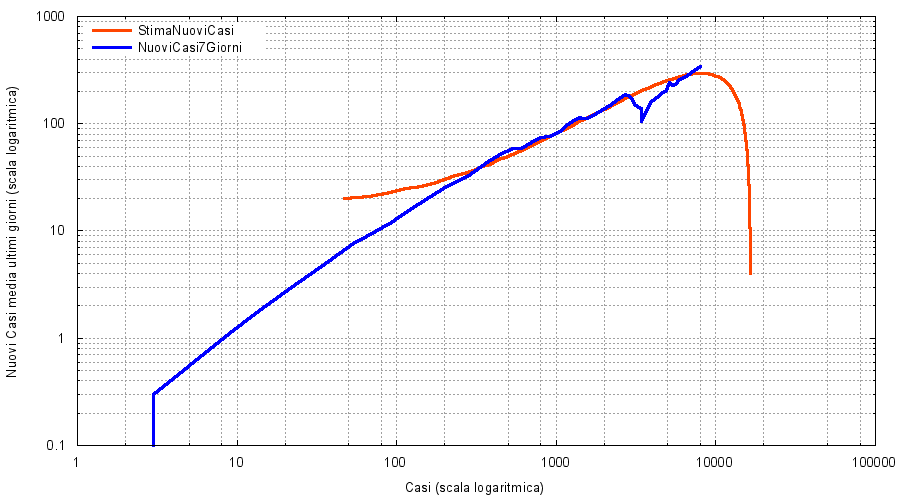 1000
StimaNuoviCasi
NuoviCasi7Giorni
100
10
1
0.1
Nuovi Casi media ultimi giorni (scala logaritmica)
1 10 100 1000 10000 100000
Casi (scala logaritmica)